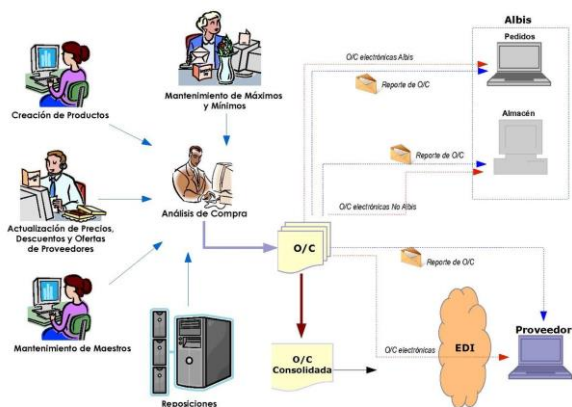 Albis
Pedidos
O/C electrónicas Albis
Reporte de O/C
Mantenimiento de Máximos
y Mínimos
Creación de Productos
Almacén
Reporte de O/C
O/C electrónicas No Albis
Análisis de Compra
Actualización de Precios,
Descuentos y Ofertas
de Proveedores
O/C
Reporte de O/C
Proveedor
EDI
O/C electrónicas
Mantenimiento de Maestros
O/C
Consolidada
Reposiciones